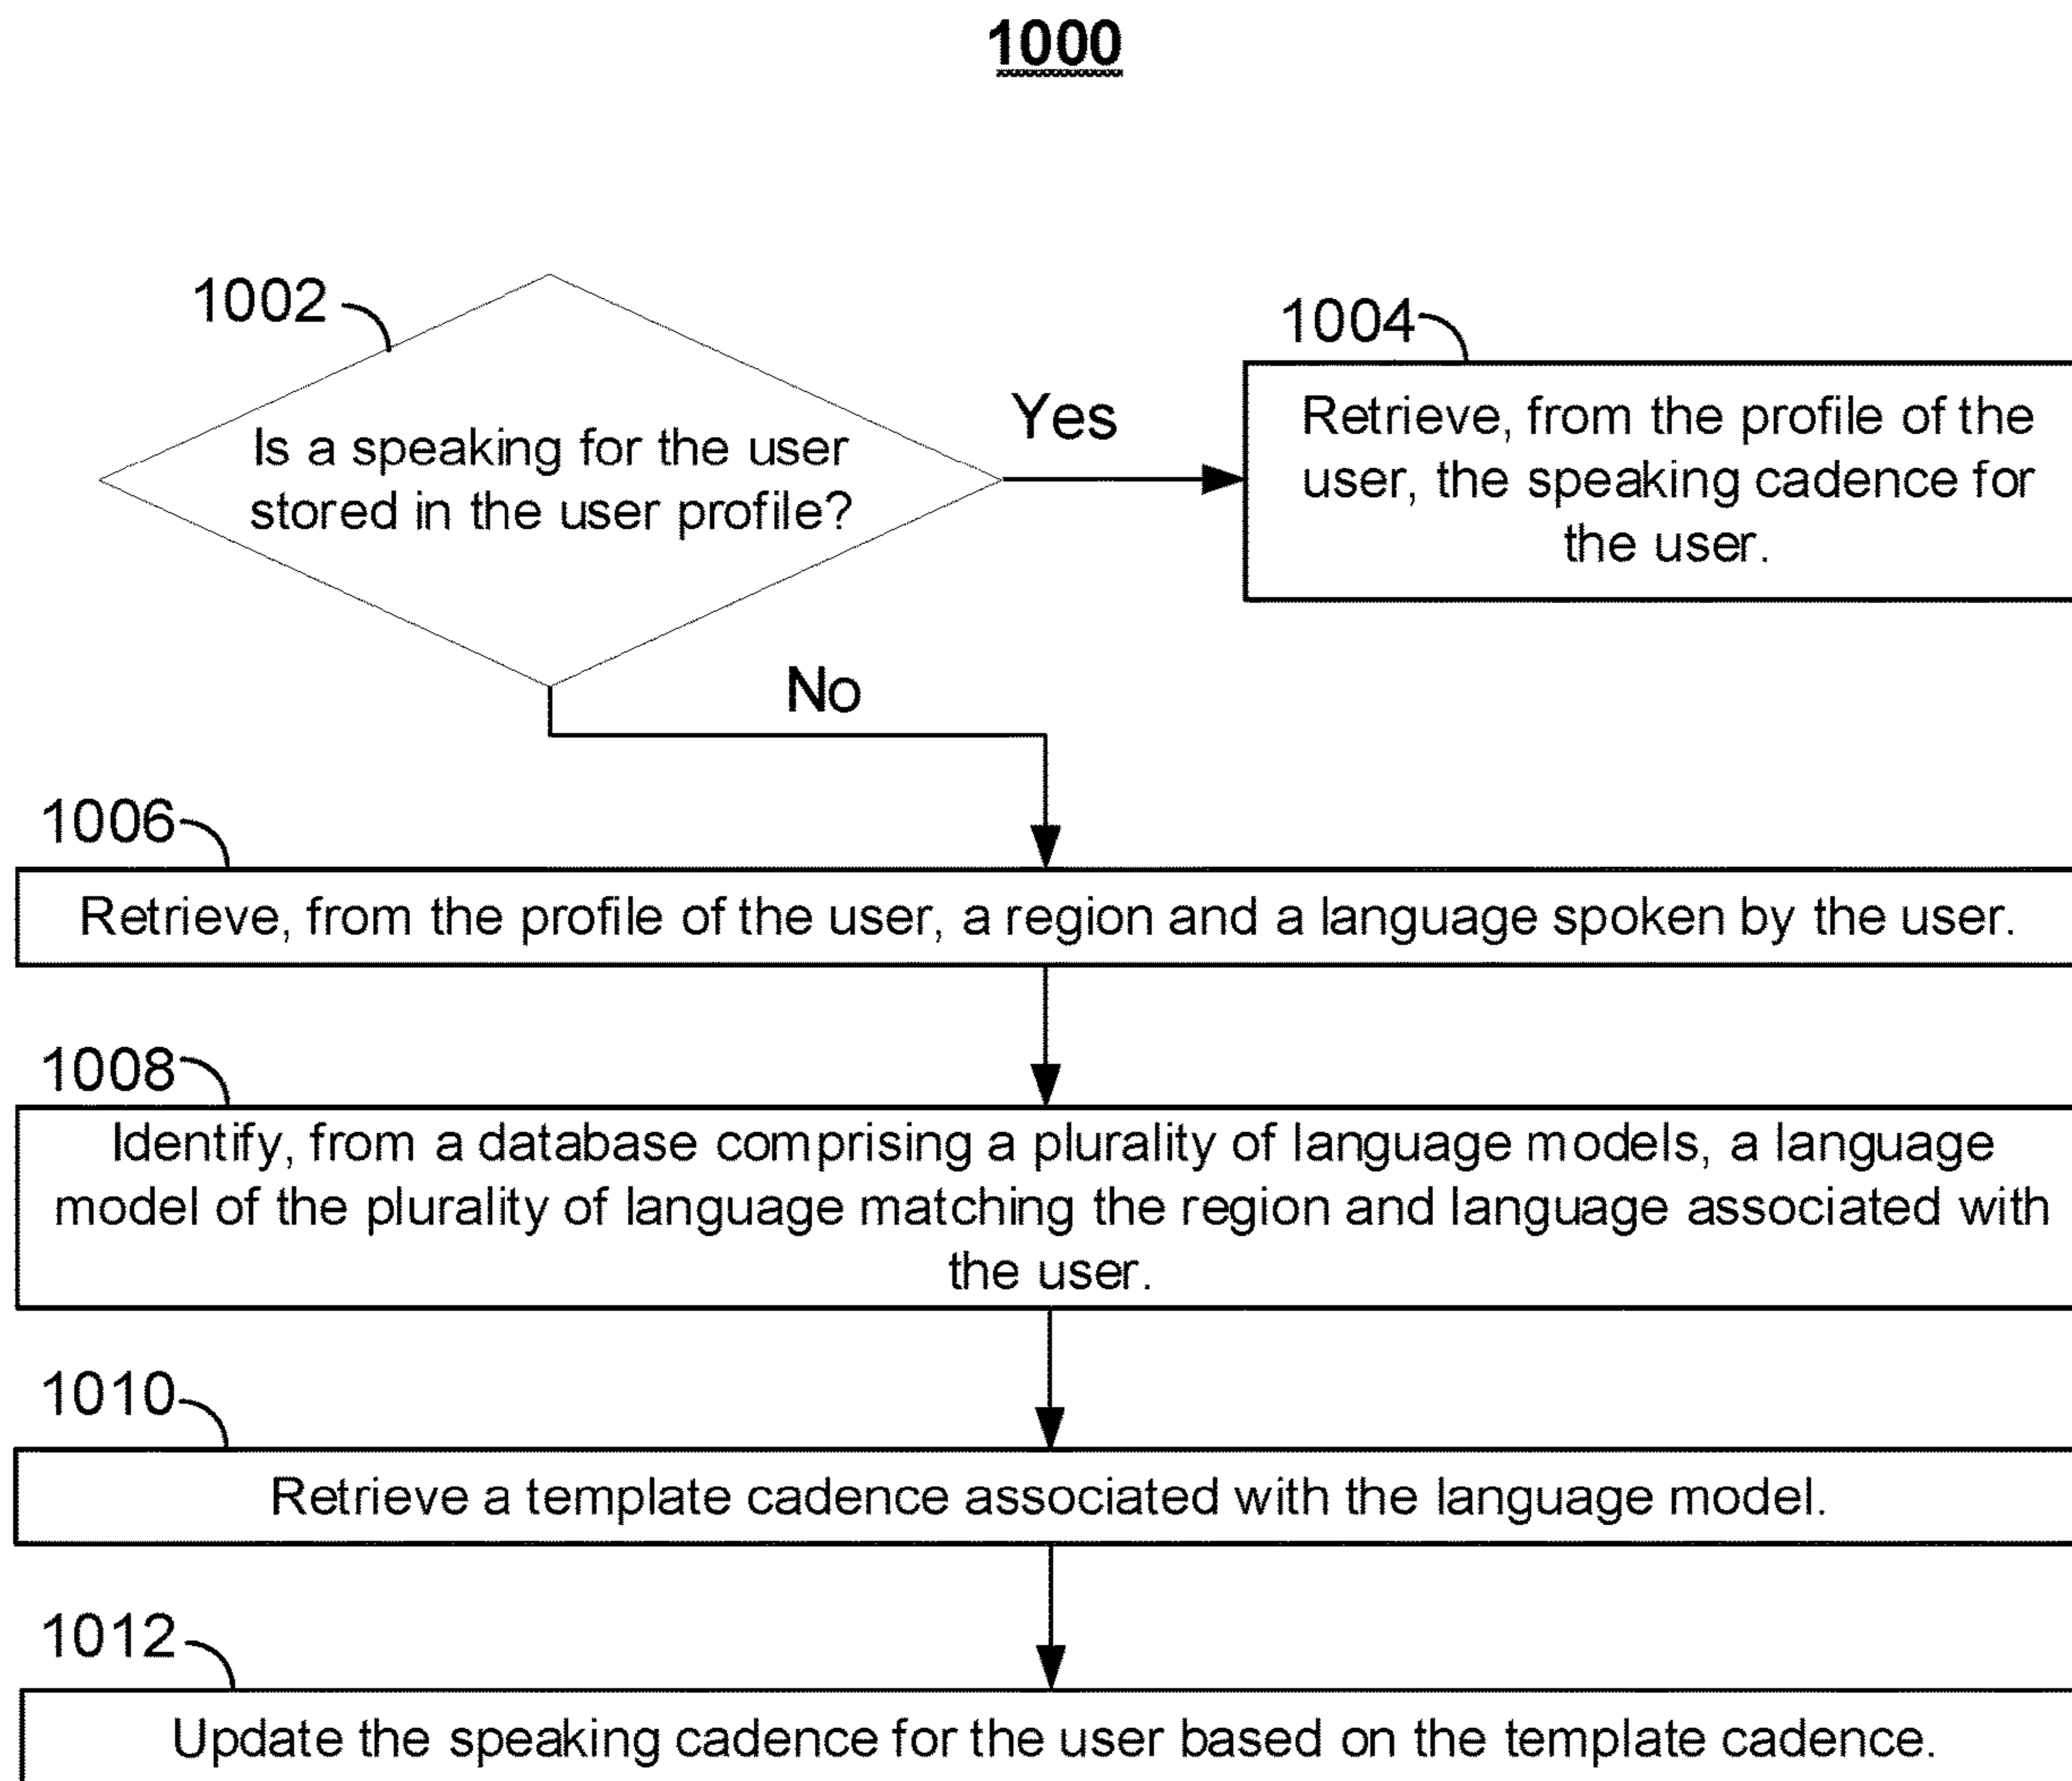 1000
1002
Is a speaking for the user
stored in the user profile?
Yes
1004
Retrieve, from the profile of the
user, the speaking cadence for
the user.
No
1006
Retrieve, from the profile of the user, a region and a language spoken by the user.
1008
Identify, from a database comprising a plurality of language models, a language
model of the plurality of language matching the region and language associated with
the user.
1010
Retrieve a template cadence associated with the language model.
1012
Update the speaking cadence for the user based on the template cadence.